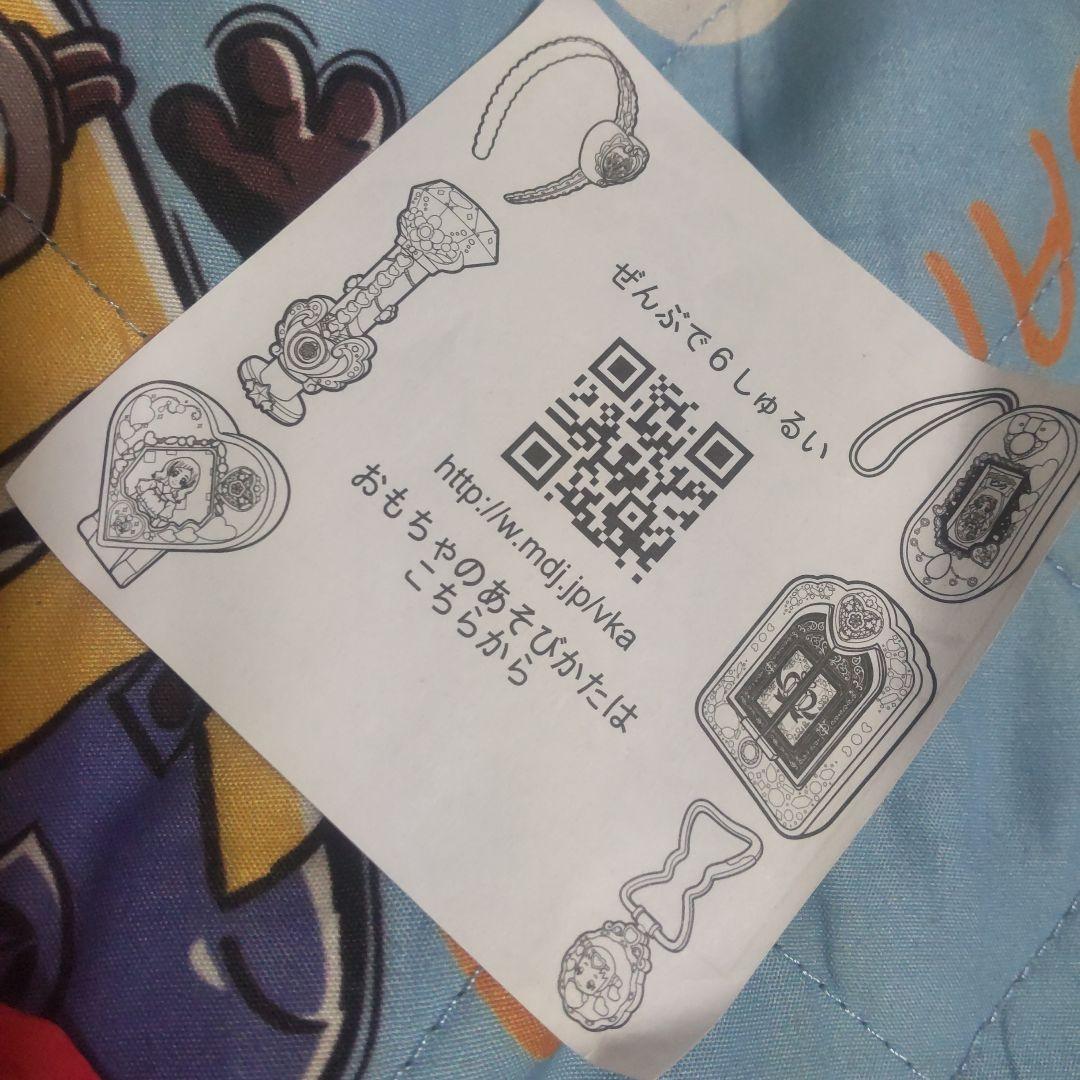 ぜんぶで6しゅるい
http://w.mdj.jp/vka
おもちゃのあそびかたは
こちらから